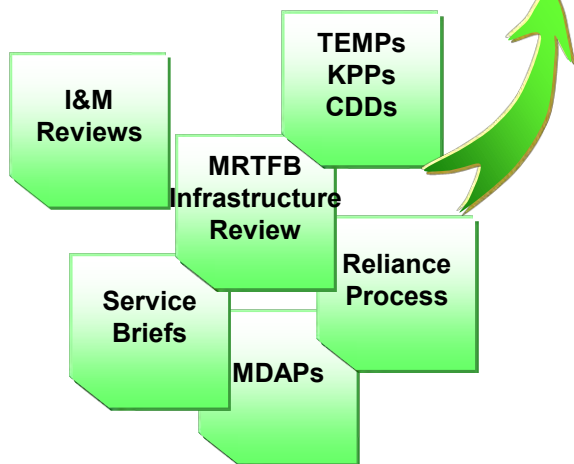 TEMPs
KPPs
CDDs
I&M
Reviews
MRTFB
Infrastructure
Review
Reliance
Process
Service
Briefs
MDAPs